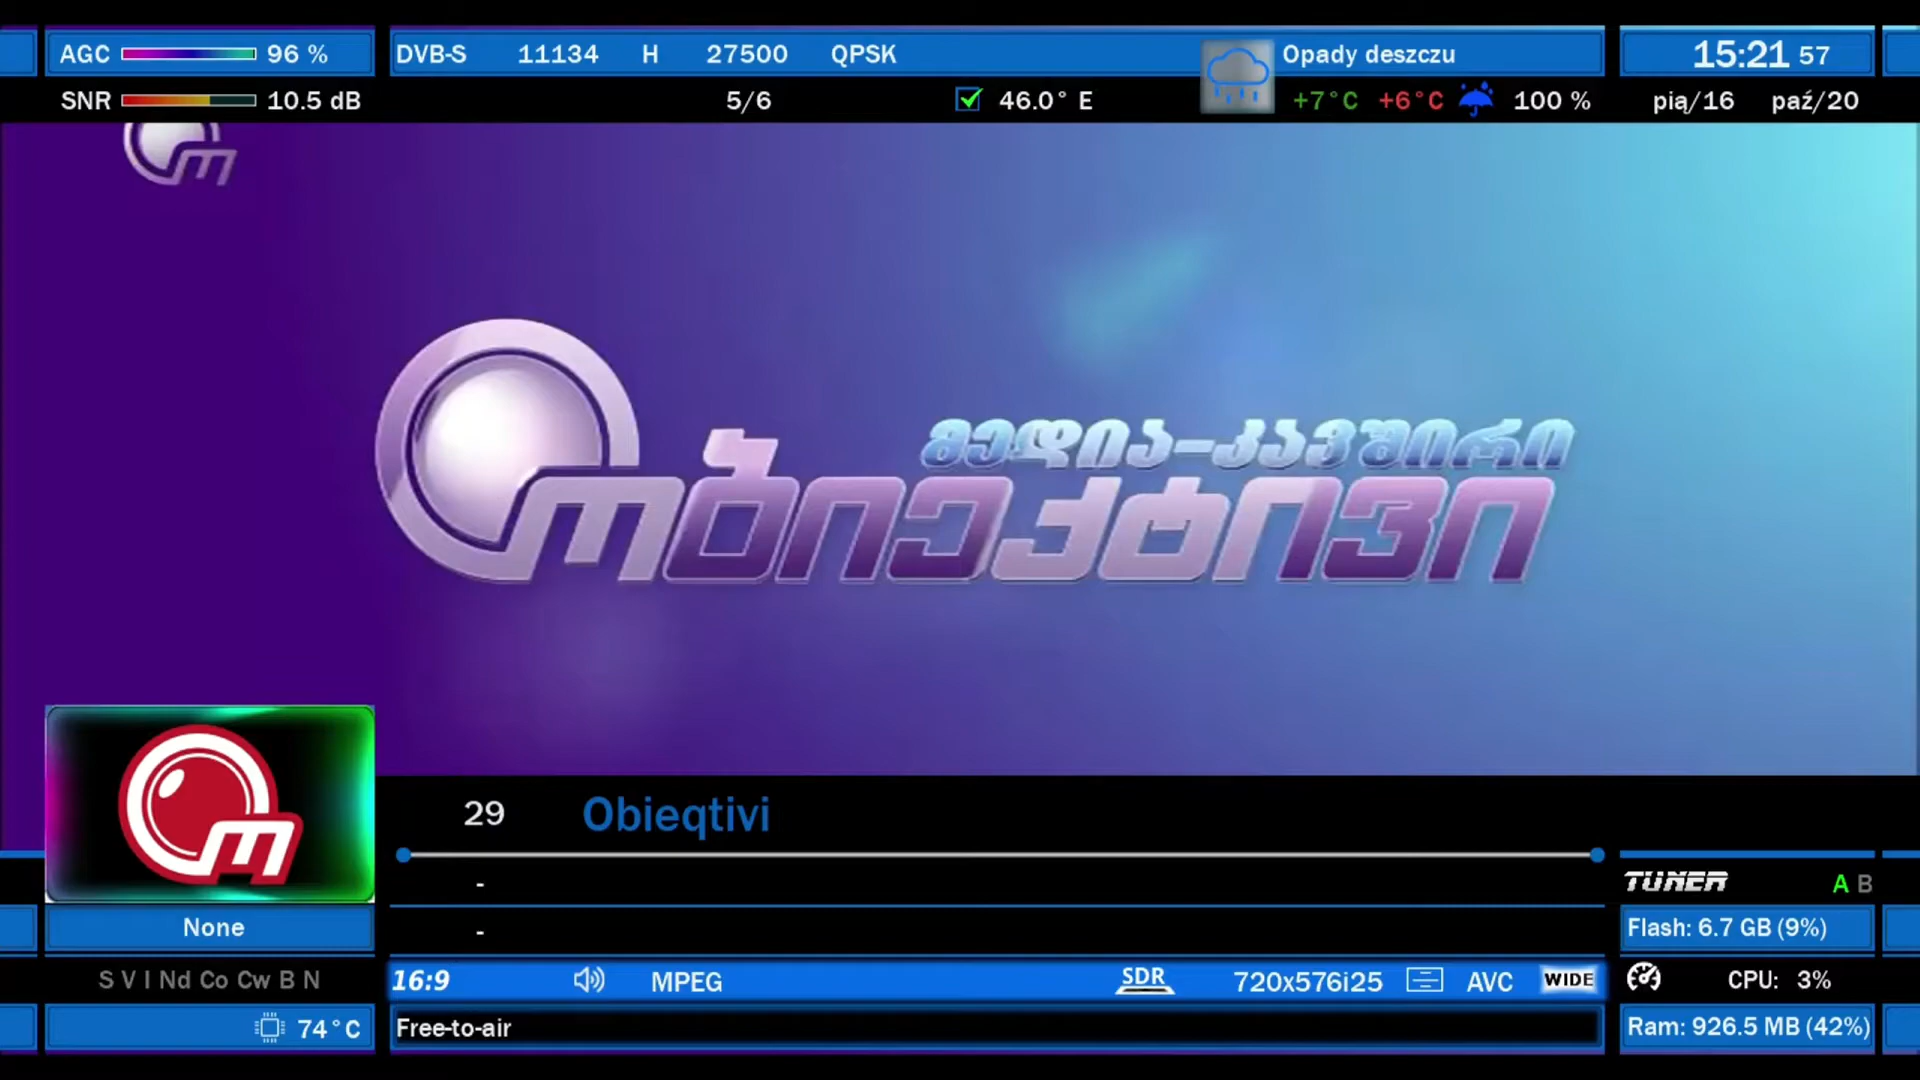 AGC 96 % DVB-S 11134 H 27500 QPSK Opady deszczu 15:21 57
SNR 10.5 dB 5/6 46.0° E +7°C +6°C 100 % pią/16 paź/20
მედია-კავშირი
ობიექტივი
29 Obieqtivi
-
TUNER A B
None
-
Flash: 6.7 GB (9%)
S V I Nd Co Cw B N 16:9 MPEG SDR 720x576i25 AVC WIDE CPU: 3%
74°C Free-to-air Ram: 926.5 MB (42%)